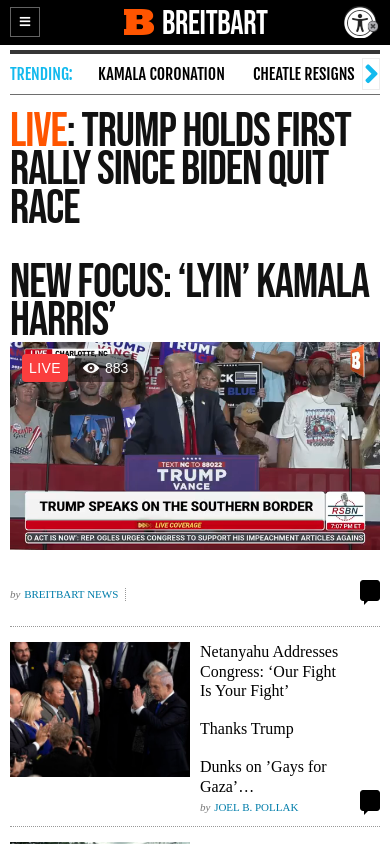 B BREITBART
TRENDING:
KAMALA CORONATION
CHEATLE RESIGNS
LIVE: TRUMP HOLDS FIRST
RALLY SINCE BIDEN QUIT
RACE
NEW FOCUS: ‘LYIN’ KAMALA
HARRIS’
LIVE CHARLOTTE, NC
LIVE 883
TRUMP
VANCE
BLUE
TEXT NC TO 88022
TRUMP
VANCE
TRUMP SPEAKS ON THE SOUTHERN BORDER
RSBN
LIVE COVERAGE
7:07 PM ET
O ACT IS NOW': REP. OGLES URGES CONGRESS TO SUPPORT HIS IMPEACHMENT ARTICLES AGAINS
by BREITBART NEWS
Netanyahu Addresses
Congress: ‘Our Fight
Is Your Fight’
Thanks Trump
Dunks on ’Gays for
Gaza’…
by JOEL B. POLLAK